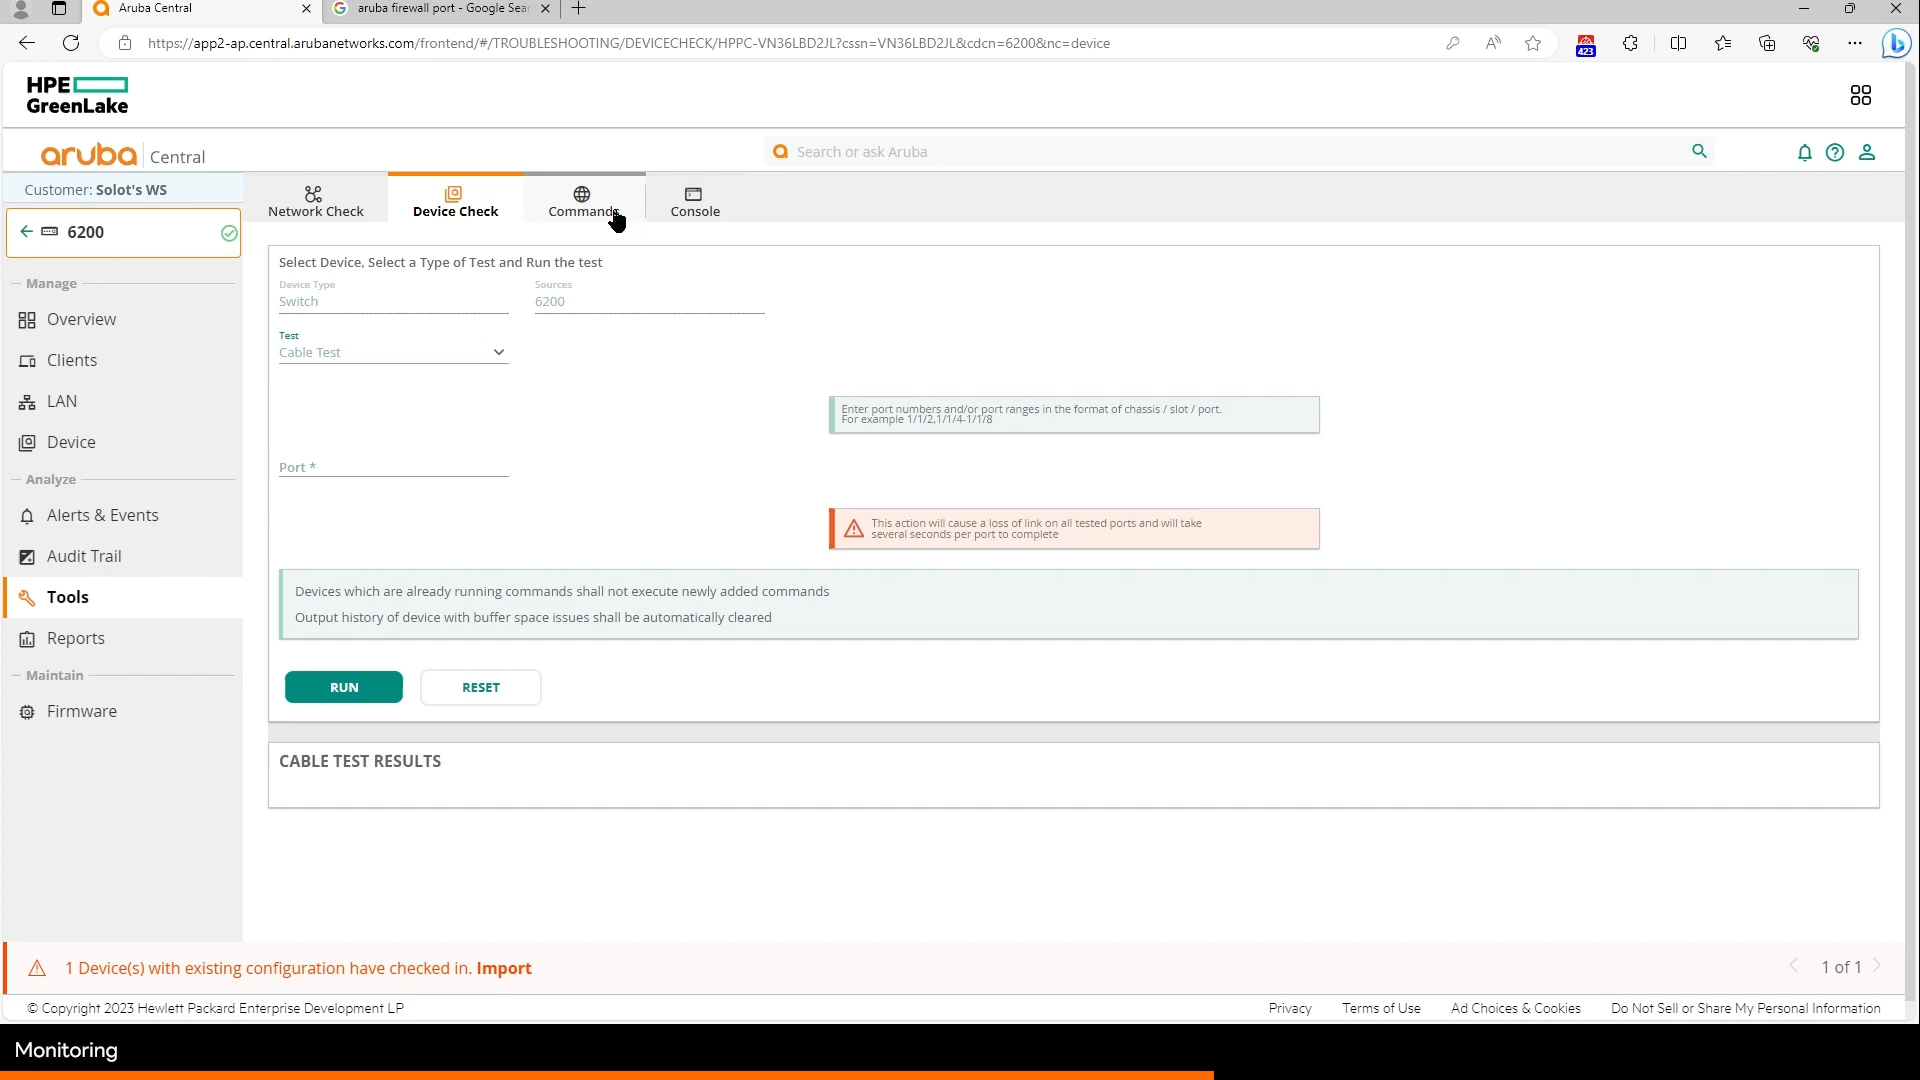 Aruba Central
aruba firewall port - Google Sear
https://app2-ap.central.arubanetworks.com/frontend/#/TROUBLESHOOTING/DEVICECHECK/HPPC-VN36LBD2JL?cssn=VN36LBD2JL&cdcn=6200&nc=device
423
HPE
GreenLake
aruba Central
Search or ask Aruba
Customer: Solot's WS
6200
Network Check
Device Check
Commands
Console
Manage
Overview
Clients
LAN
Device
Analyze
Alerts & Events
Audit Trail
Tools
Reports
Maintain
Firmware
Select Device, Select a Type of Test and Run the test
Device Type
Switch
Sources
6200
Test
Cable Test
Enter port numbers and/or port ranges in the format of chassis / slot / port.
For example 1/1/2,1/1/4-1/1/8
Port *
This action will cause a loss of link on all tested ports and will take
several seconds per port to complete
Devices which are already running commands shall not execute newly added commands
Output history of device with buffer space issues shall be automatically cleared
RUN
RESET
CABLE TEST RESULTS
1 Device(s) with existing configuration have checked in. Import
1 of 1
© Copyright 2023 Hewlett Packard Enterprise Development LP
Privacy
Terms of Use
Ad Choices & Cookies
Do Not Sell or Share My Personal Information
Monitoring